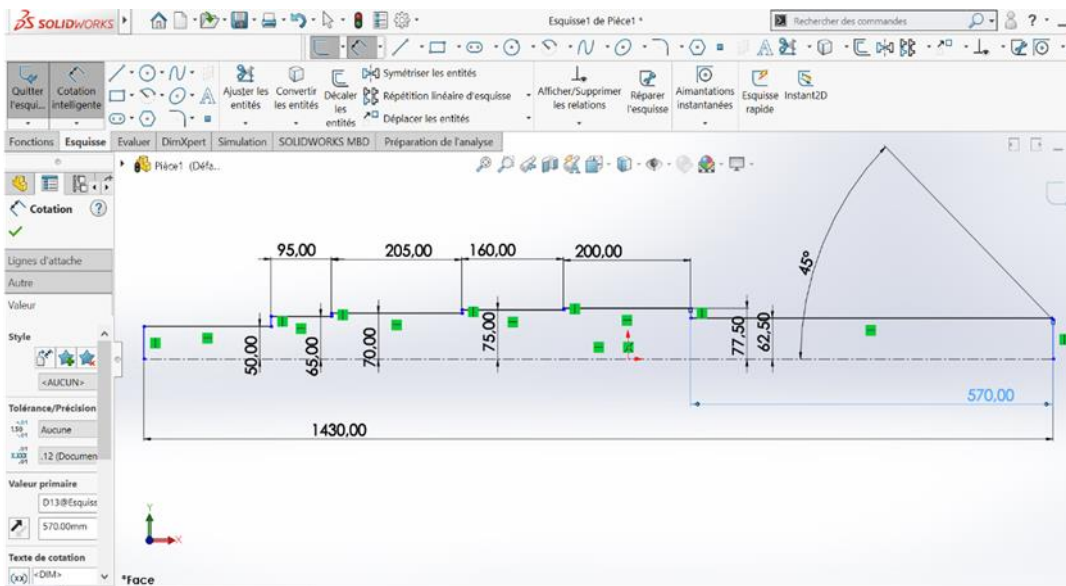 SOLIDWORKS
Esquisse1 de Pièce1 *
Rechercher des commandes
?
Quitter l'esqui...
Cotation intelligente
Ajuster les entités
Convertir les entités
Décaler les entités
Symétriser les entités
Répétition linéaire d'esquisse
Déplacer les entités
Afficher/Supprimer les relations
Réparer l'esquisse
Aimantations instantanées
Esquisse rapide
Instant2D
Fonctions Esquisse Evaluer DimXpert Simulation SOLIDWORKS MBD Préparation de l'analyse
Pièce1 (Défa...
Cotation
?
Lignes d'attache
Autre
Valeur
Style
<AUCUN>
Tolérance/Précision
Aucune
.12 (Documen
Valeur primaire
D13@Esquiss
570.00mm
Texte de cotation
(xx) <DIM>
95,00 205,00 160,00 200,00
45°
50,00 65,00 70,00 75,00 77,50 62,50
570,00
1430,00
Y
X
*Face